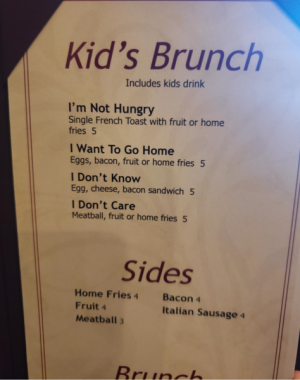 Kid's Brunch
Includes kids drink
I'm Not Hungry
Single French Toast with fruit or home
fries 5
I Want To Go Home
Eggs, bacon, fruit or home fries 5
I Don't Know
Egg, cheese, bacon sandwich 5
I Don't Care
Meatball, fruit or home fries 5
Sides
Home Fries 4
Fruit 4
Meatball 3
Bacon 4
Italian Sausage 4
Brunch